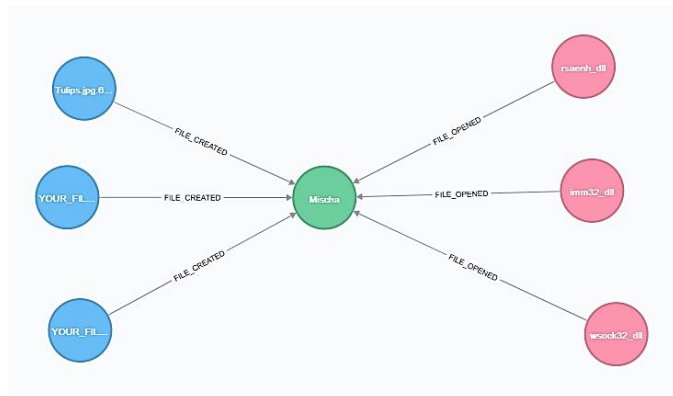 rsaenh_dll
Tulips.jpg.6...
FILE_CREATED
FILE_OPENED
YOUR_FIL...
FILE_CREATED
Mischa
FILE_OPENED
imm32_dll
FILE_CREATED
FILE_OPENED
YOUR_FIL...
wsock32_dll